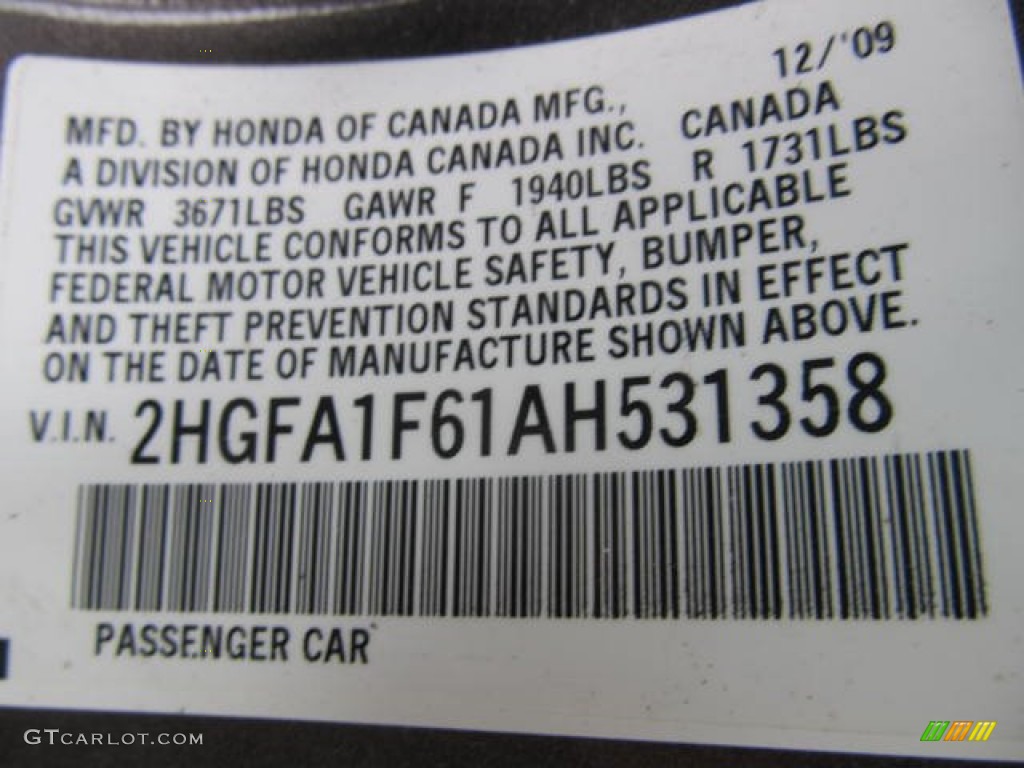 12/'09
MFD. BY HONDA OF CANADA MFG.,
A DIVISION OF HONDA CANADA INC. CANADA
GVWR 3671LBS GAWR F 1940LBS R 1731LBS
THIS VEHICLE CONFORMS TO ALL APPLICABLE
FEDERAL MOTOR VEHICLE SAFETY, BUMPER,
AND THEFT PREVENTION STANDARDS IN EFFECT
ON THE DATE OF MANUFACTURE SHOWN ABOVE.
V.I.N. 2HGFA1F61AH531358
PASSENGER CAR
GTCARLOT.COM